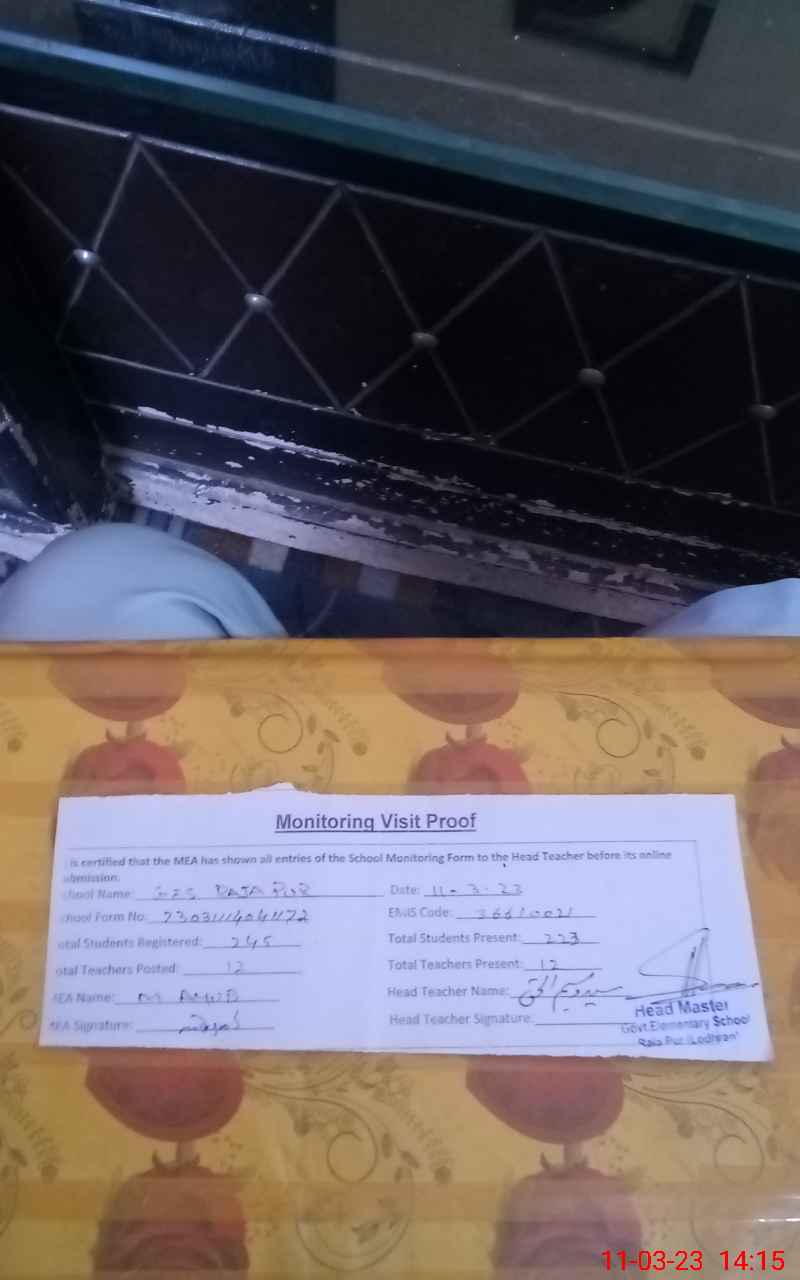 Monitoring Visit Proof
is certified that the MEA has shown all entries of the School Monitoring Form to the Head Teacher before its online
ubmission.
chool Name: GES RAJA PUR Date: 11-3-23
chool Form No: EMIS Code: 36610021
otal Students Registered: 245 Total Students Present: 223
otal Teachers Posted: 12 Total Teachers Present: 12
MEA Name: Head Teacher Name:
MEA Signature: Head Teacher Signature:
Head Master
Govt. Elementary School
Raja Pur (Lodhran)
11-03-23 14:15